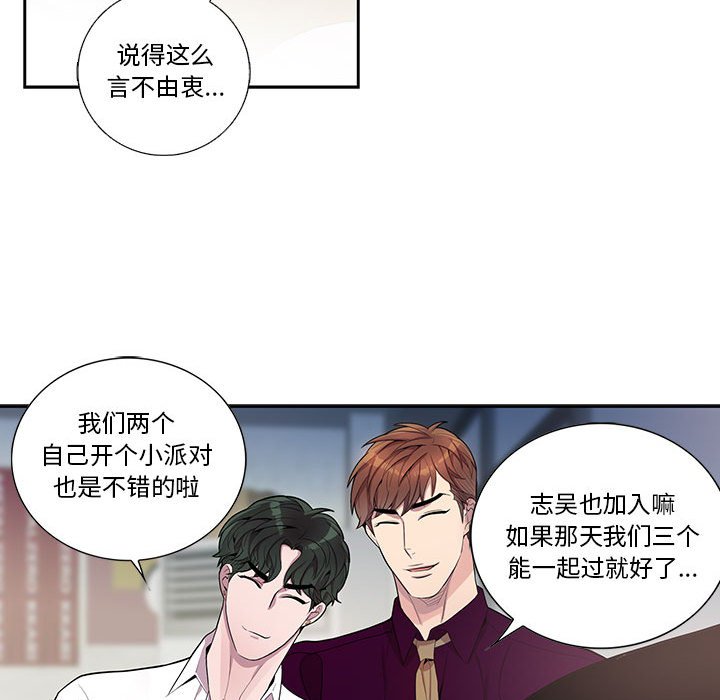 说得这么
言不由衷...
我们两个
自己开个小派对
也是不错的啦
志吴也加入嘛
如果那天我们三个
能一起过就好了...